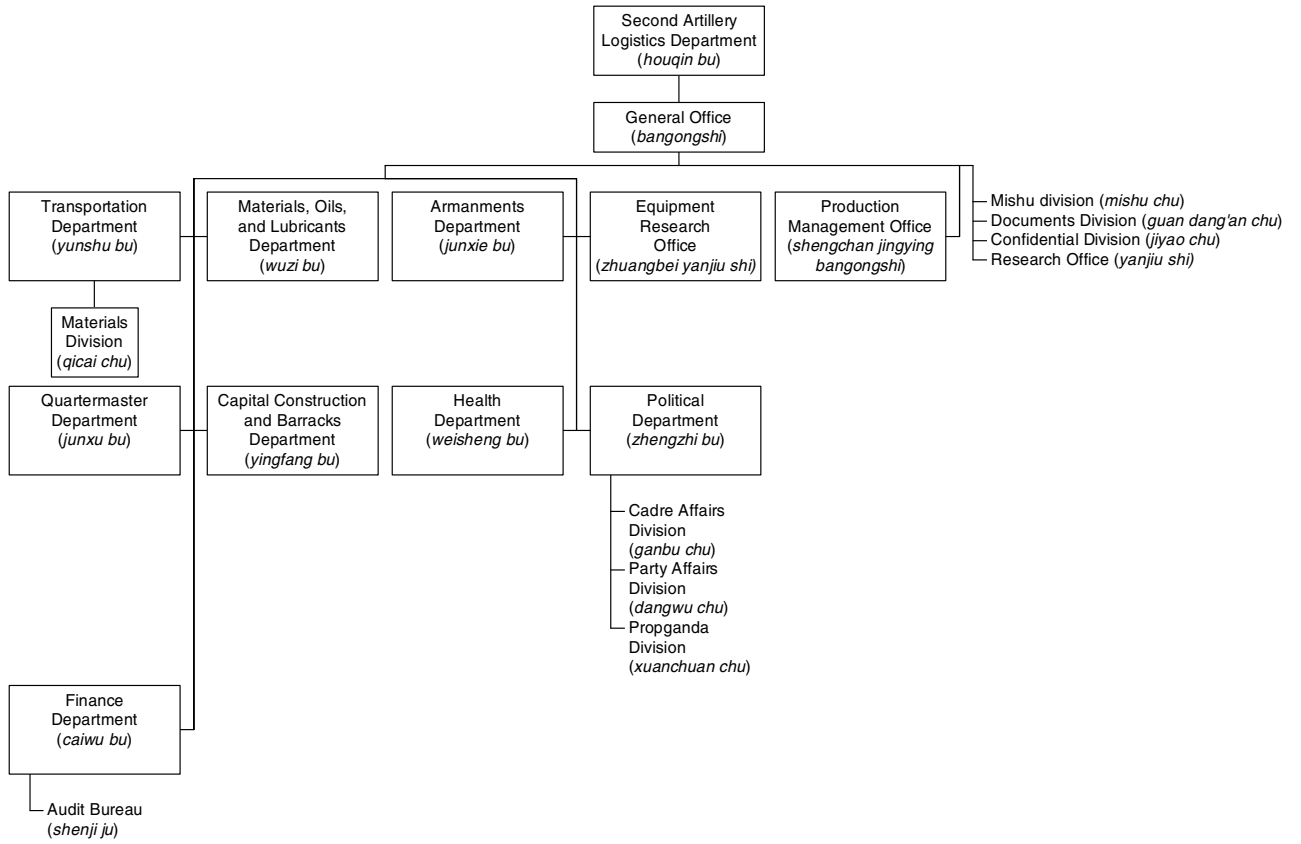 Second Artillery
Logistics Department
(houqin bu)
General Office
(bangongshi)
Transportation
Department
(yunshu bu)
Materials, Oils,
and Lubricants
Department
(wuzi bu)
Armanments
Department
(junxie bu)
Equipment
Research
Office
(zhuangbei yanjiu shi)
Production
Management Office
(shengchan jingying
bangongshi)
Mishu division (mishu chu)
Documents Division (guan dang'an chu)
Confidential Division (jiyao chu)
Research Office (yanjiu shi)
Materials
Division
(qicai chu)
Quartermaster
Department
(junxu bu)
Capital Construction
and Barracks
Department
(yingfang bu)
Health
Department
(weisheng bu)
Political
Department
(zhengzhi bu)
Cadre Affairs
Division
(ganbu chu)
Party Affairs
Division
(dangwu chu)
Propganda
Division
(xuanchuan chu)
Finance
Department
(caiwu bu)
Audit Bureau
(shenji ju)